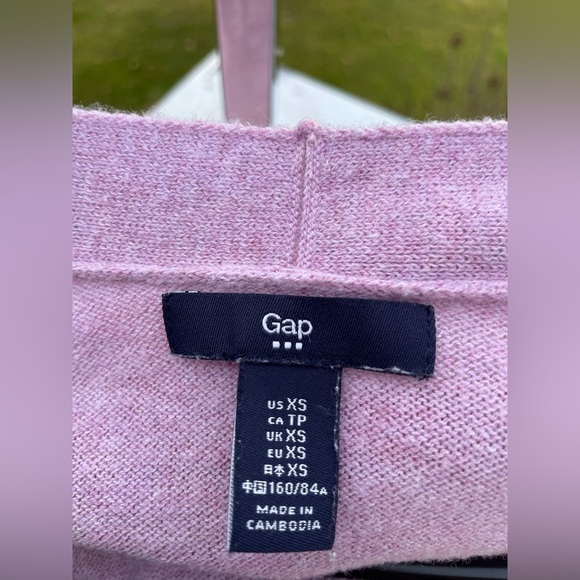 Gap
US XS
CA TP
UK XS
EU XS
日本 XS
中国 160/84A
MADE IN
CAMBODIA